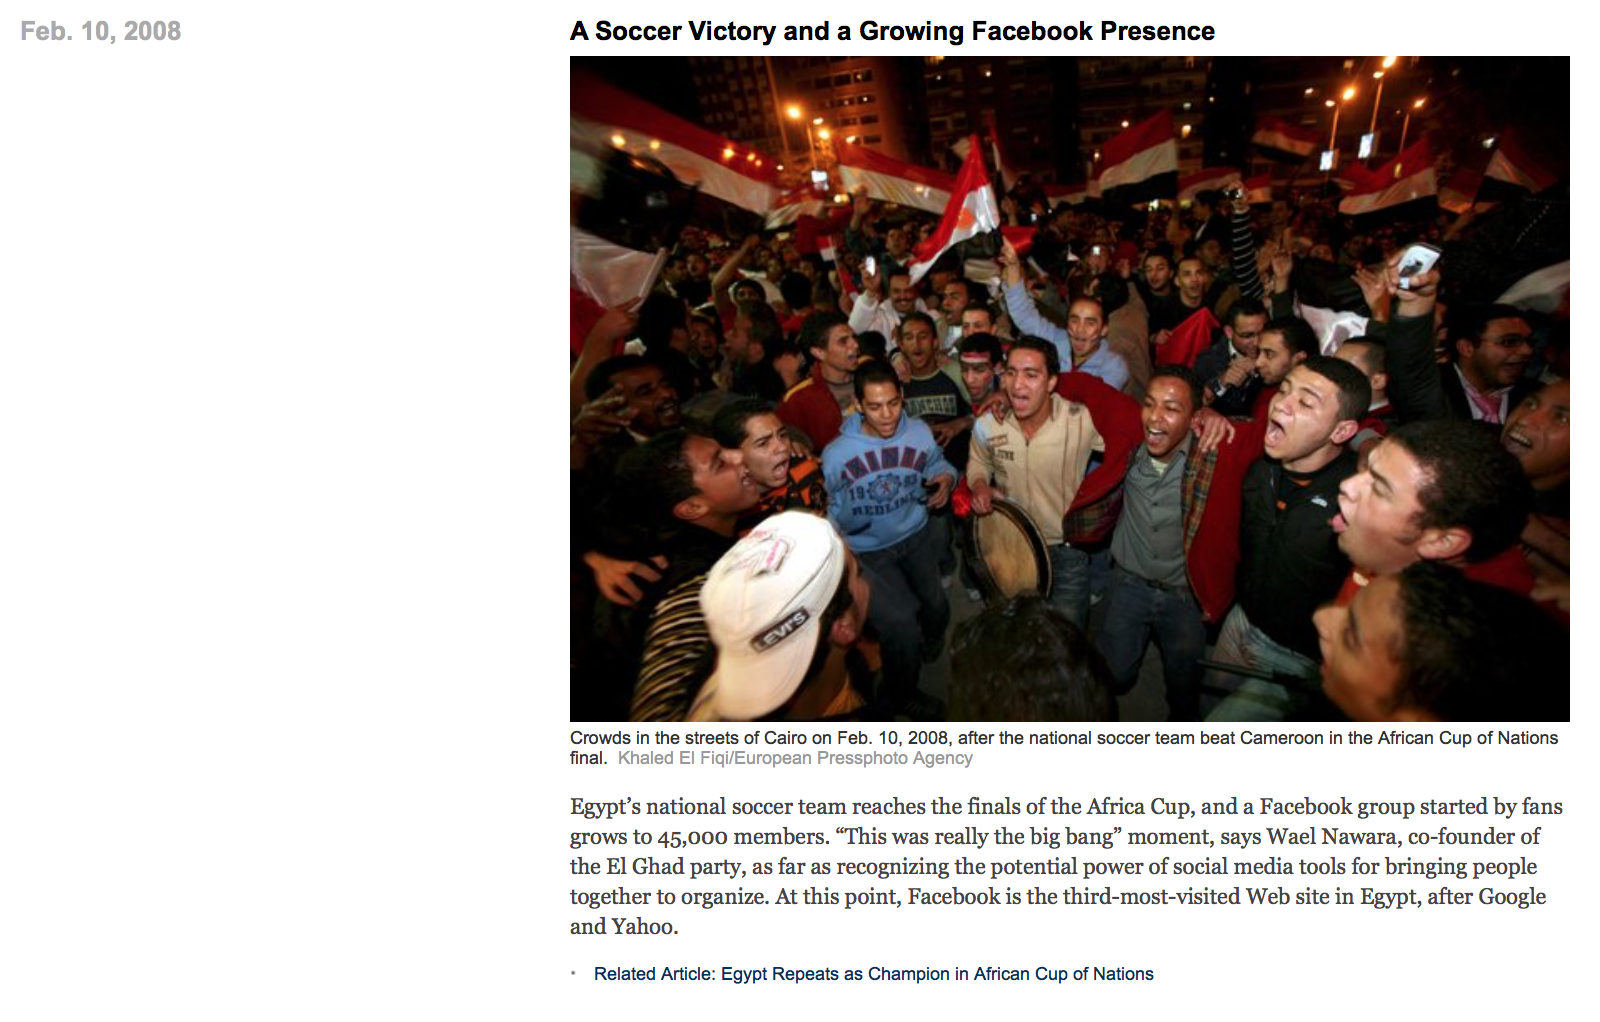 Feb. 10, 2008
A Soccer Victory and a Growing Facebook Presence
CHINA
1983
REDLINE
EVI'S
Crowds in the streets of Cairo on Feb. 10, 2008, after the national soccer team beat Cameroon in the African Cup of Nations
final. Khaled El Fiqi/European Pressphoto Agency
Egypt’s national soccer team reaches the finals of the Africa Cup, and a Facebook group started by fans
grows to 45,000 members. “This was really the big bang” moment, says Wael Nawara, co-founder of
the El Ghad party, as far as recognizing the potential power of social media tools for bringing people
together to organize. At this point, Facebook is the third-most-visited Web site in Egypt, after Google
and Yahoo.
· Related Article: Egypt Repeats as Champion in African Cup of Nations